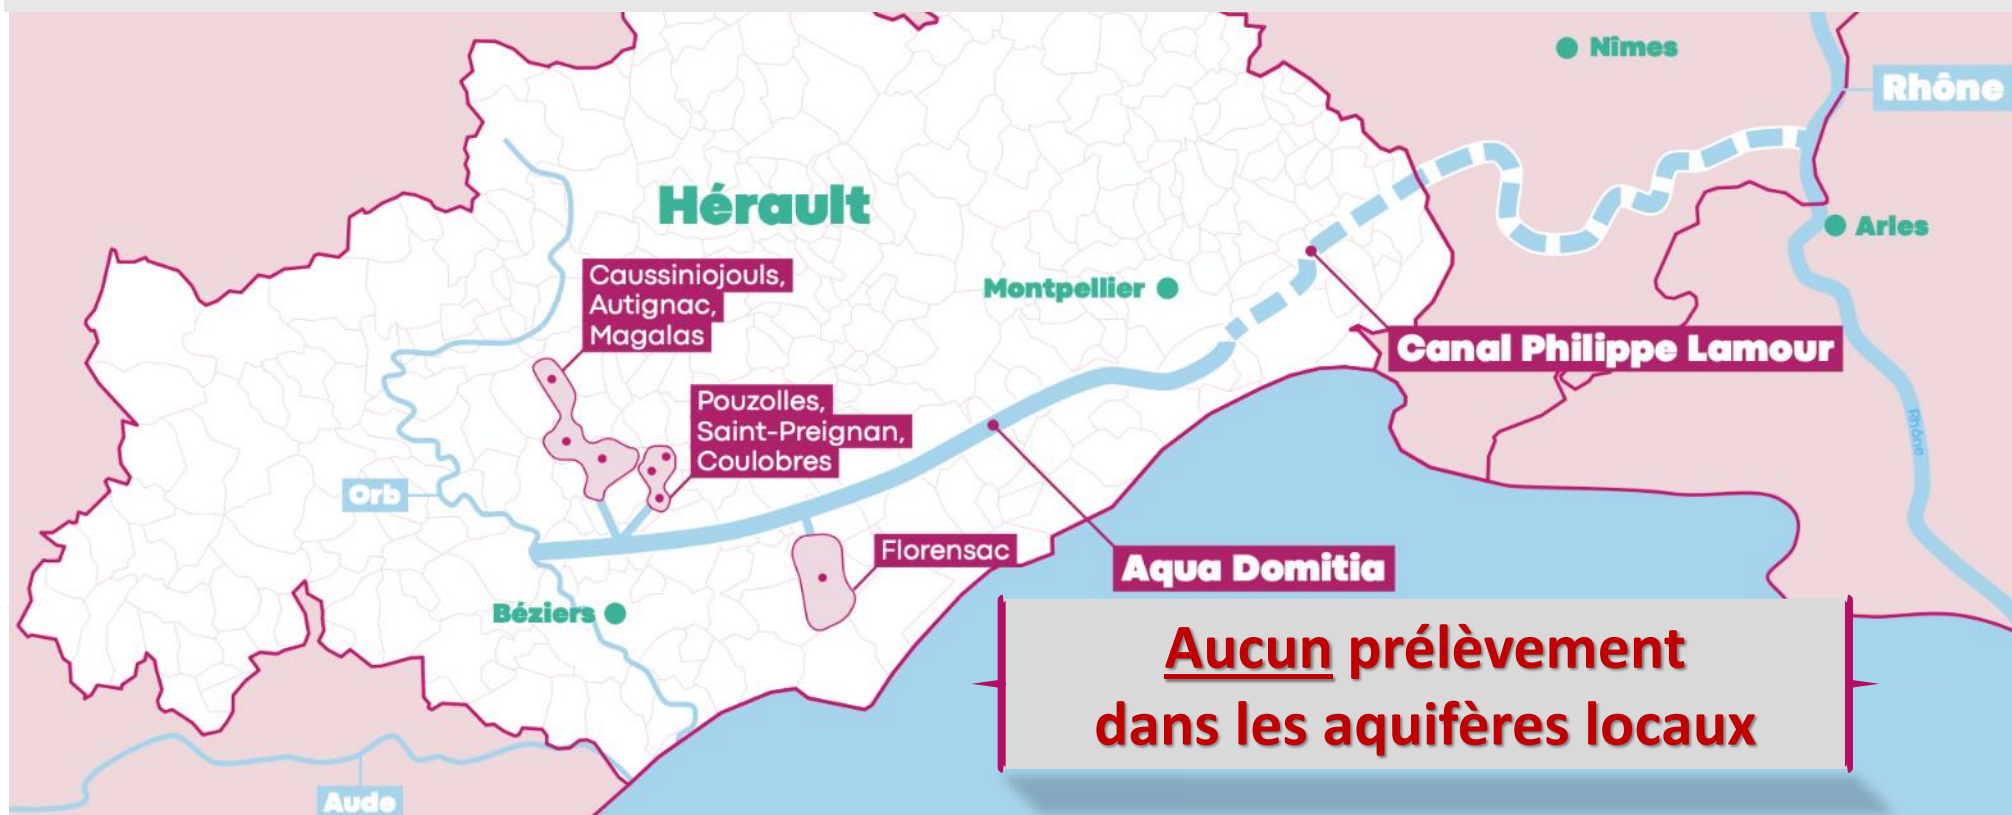 Nîmes
Rhône
Hérault
Arles
Caussiniojouls,
Autignac,
Magalas
Montpellier
Canal Philippe Lamour
Pouzolles,
Saint-Preignan,
Coulobres
Rhône
Orb
Florensac
Aqua Domitia
Béziers
Aucun prélèvement
dans les aquifères locaux
Aude